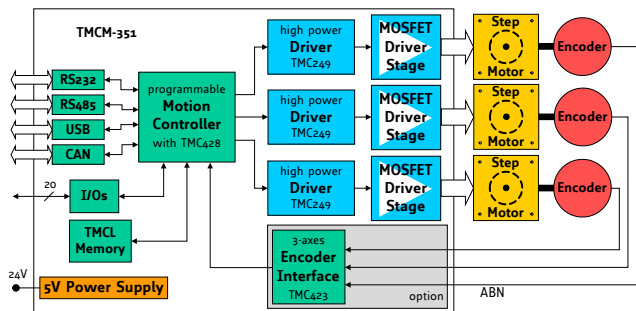 TMCM-351
RS232
RS485
USB
CAN
20
I/Os
TMCL
Memory
24V
5V Power Supply
programmable
Motion
Controller
with TMC428
high power
Driver
TMC249
MOSFET
Driver
Stage
Step
Motor
Encoder
high power
Driver
TMC249
MOSFET
Driver
Stage
Step
Motor
Encoder
high power
Driver
TMC249
MOSFET
Driver
Stage
Step
Motor
Encoder
3-axes
Encoder
Interface
TMC423
option
ABN